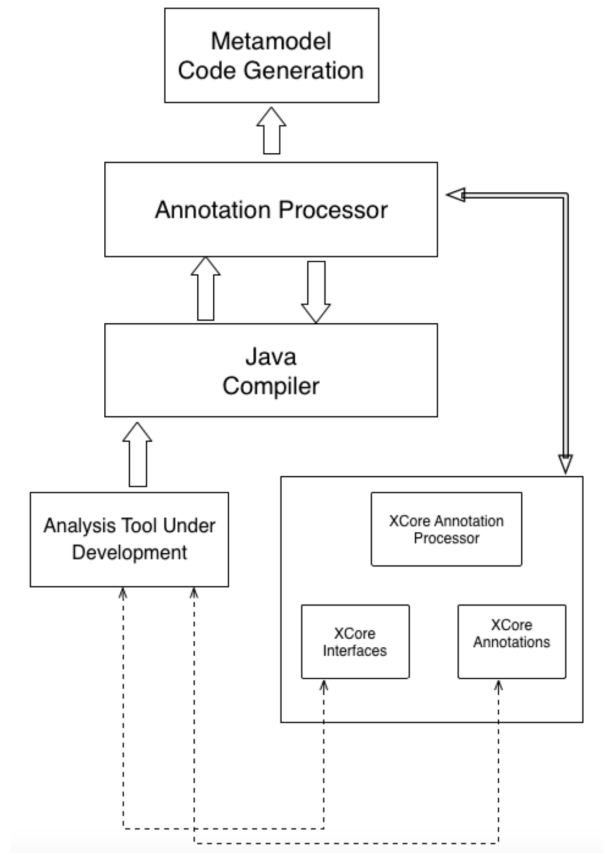 Metamodel
Code Generation
Annotation Processor
Java
Compiler
Analysis Tool Under
Development
XCore Annotation
Processor
XCore
Interfaces
XCore
Annotations